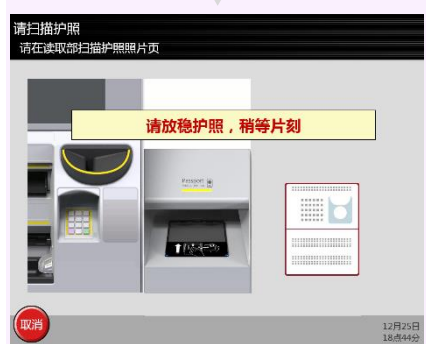 请扫描护照
请在读取部扫描护照照片页
请放稳护照，稍等片刻
Passport
取消
12月25日
18点44分